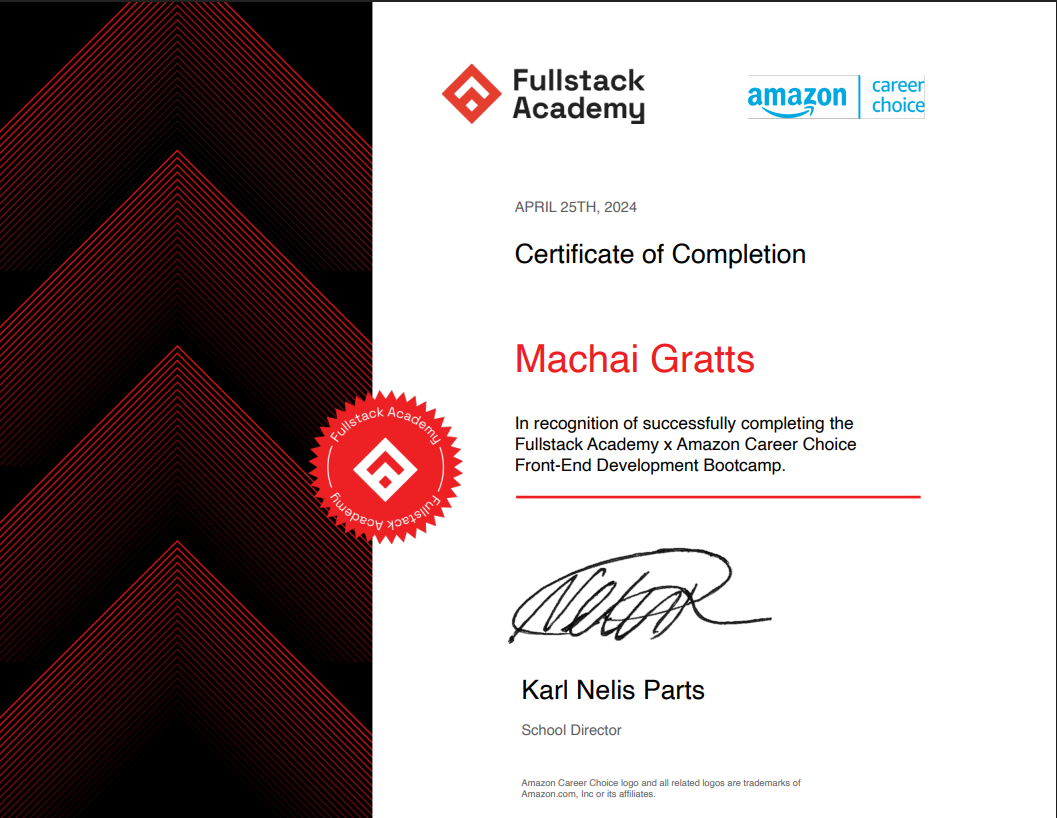 Fullstack
Academy
amazon
career
choice
APRIL 25TH, 2024
Certificate of Completion
Machai Gratts
In recognition of successfully completing the
Fullstack Academy x Amazon Career Choice
Front-End Development Bootcamp.
Fullstack Academy
Fullstack Academy
Karl Nelis Parts
School Director
Amazon Career Choice logo and all related logos are trademarks of
Amazon.com, Inc or its affiliates.